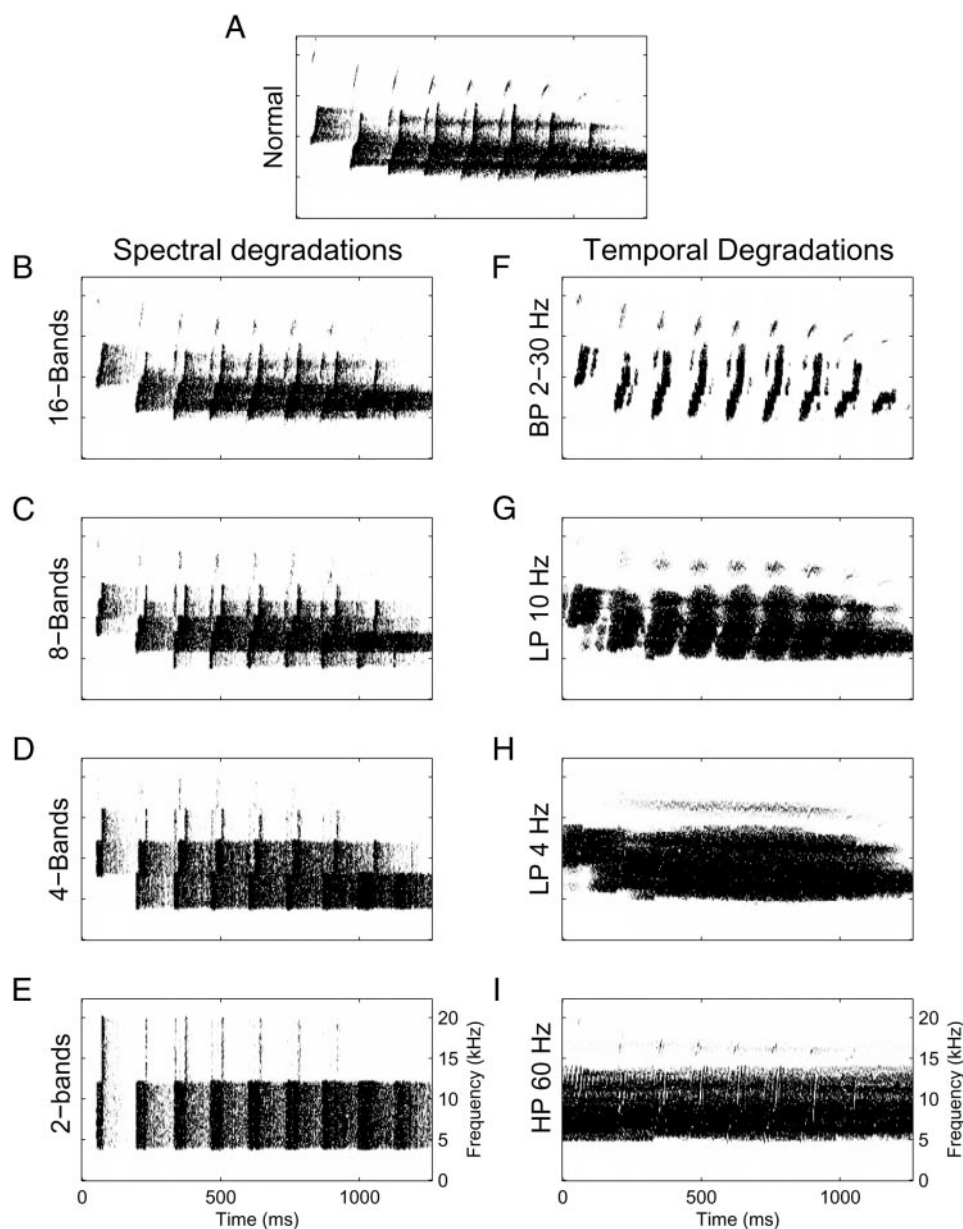 A
Normal
Spectral degradations
Temporal Degradations
B
16-Bands
F
BP 2-30 Hz
C
8-Bands
G
LP 10 Hz
D
4-Bands
H
LP 4 Hz
E
2-bands
20
15
10
5
0
Frequency (kHz)
0
500
1000
Time (ms)
I
HP 60 Hz
20
15
10
5
0
Frequency (kHz)
0
500
1000
Time (ms)